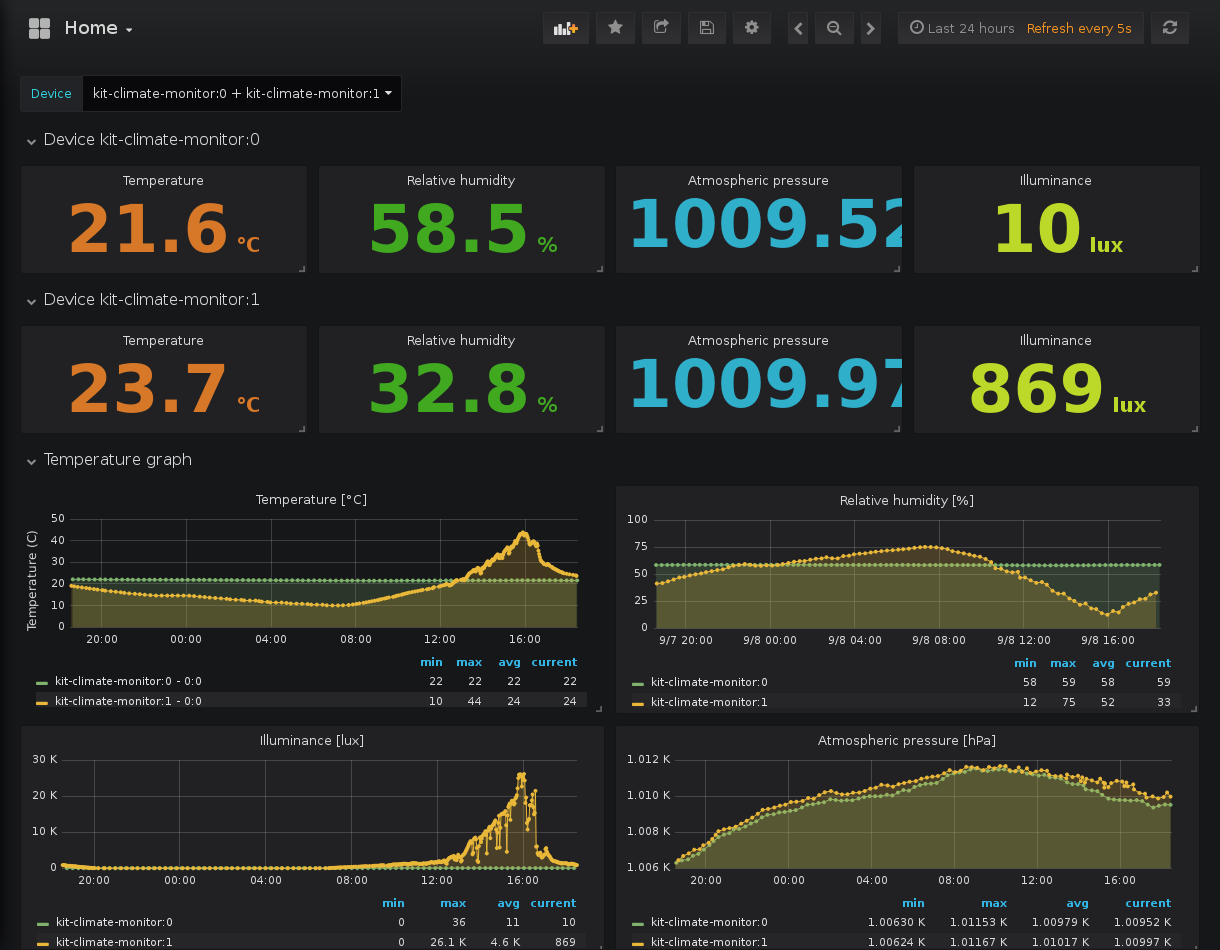 Home
Last 24 hours Refresh every 5s
Device kit-climate-monitor:0 + kit-climate-monitor:1
Device kit-climate-monitor:0
Temperature Relative humidity Atmospheric pressure Illuminance
21.6 °C 58.5 % 1009.52 10 lux
Device kit-climate-monitor:1
Temperature Relative humidity Atmospheric pressure Illuminance
23.7 °C 32.8 % 1009.97 869 lux
Temperature graph
Temperature [°C]
Temperature (C)
50
40
30
20
10
0
20:00 00:00 04:00 08:00 12:00 16:00
min max avg current
kit-climate-monitor:0 - 0:0 22 22 22 22
kit-climate-monitor:1 - 0:0 10 44 24 24
Relative humidity [%]
100
75
50
25
0
9/7 20:00 9/8 00:00 9/8 04:00 9/8 08:00 9/8 12:00 9/8 16:00
min max avg current
kit-climate-monitor:0 58 59 58 59
kit-climate-monitor:1 12 75 52 33
Illuminance [lux]
30 K
20 K
10 K
0
20:00 00:00 04:00 08:00 12:00 16:00
min max avg current
kit-climate-monitor:0 0 36 11 10
kit-climate-monitor:1 0 26.1 K 4.6 K 869
Atmospheric pressure [hPa]
1.012 K
1.010 K
1.008 K
1.006 K
20:00 00:00 04:00 08:00 12:00 16:00
min max avg current
kit-climate-monitor:0 1.00630 K 1.01153 K 1.00979 K 1.00952 K
kit-climate-monitor:1 1.00624 K 1.01167 K 1.01017 K 1.00997 K